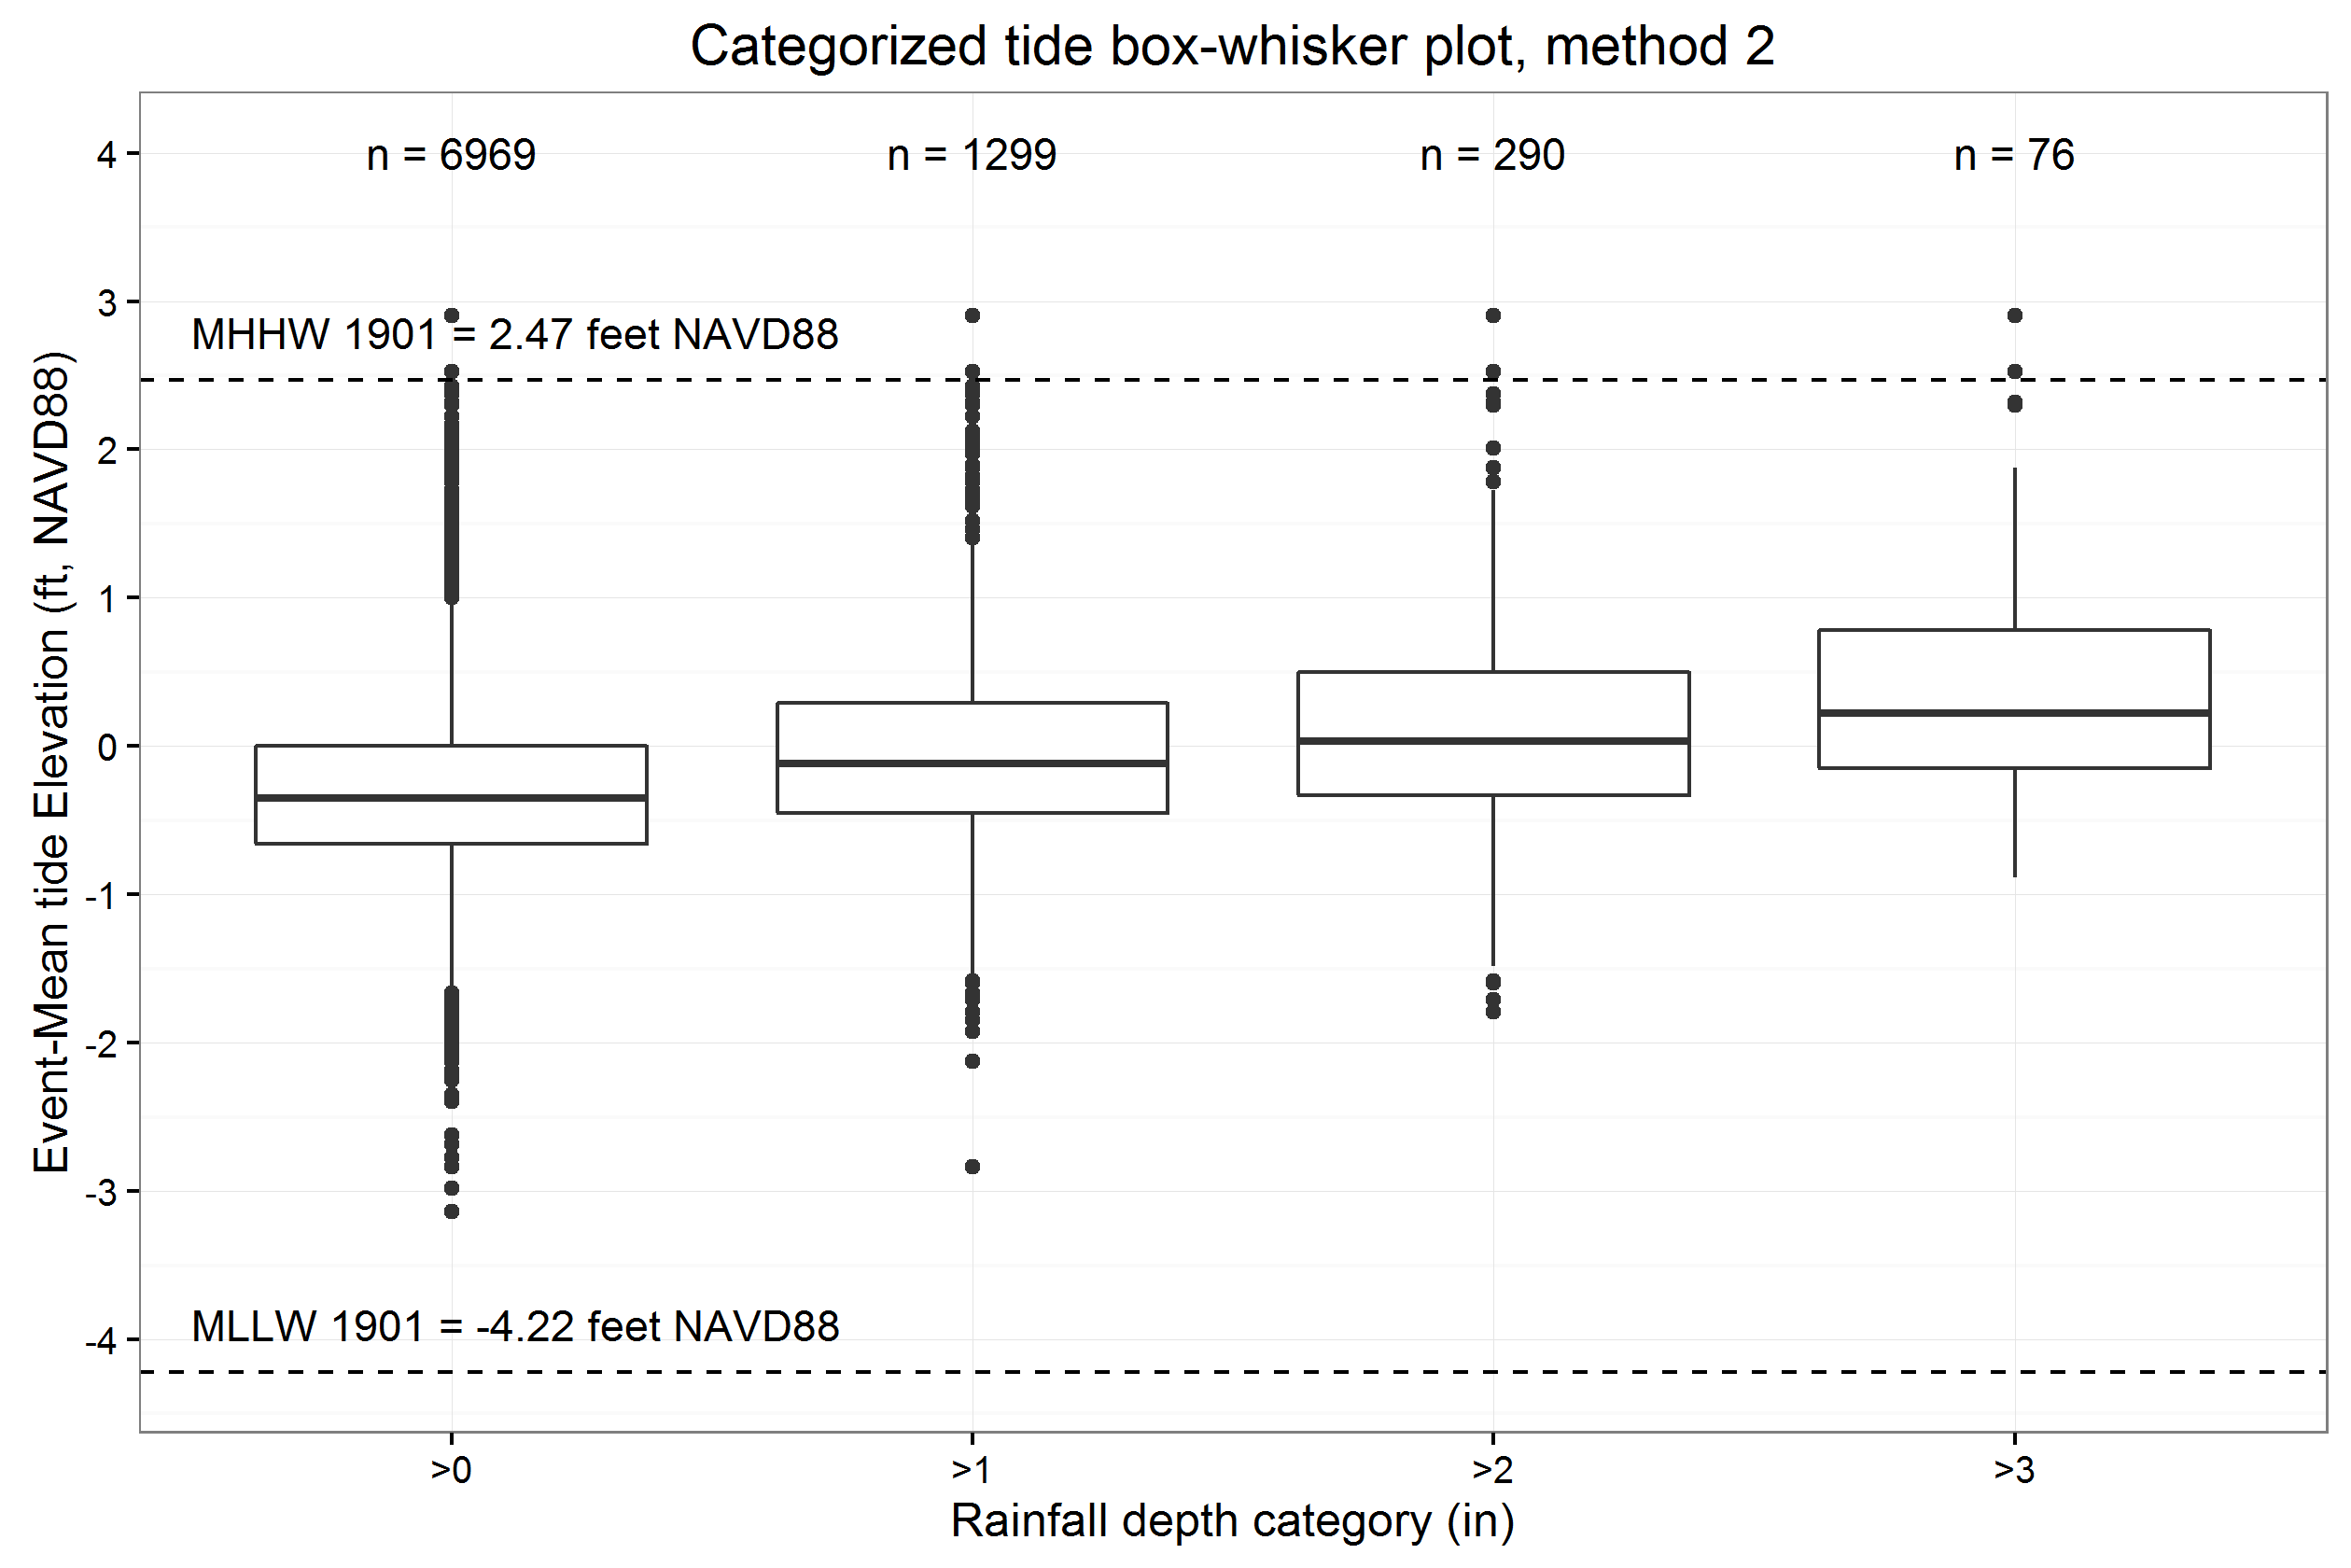 Categorized tide box-whisker plot, method 2
n = 6969 n = 1299 n = 290 n = 76
MHHW 1901 = 2.47 feet NAVD88
MLLW 1901 = -4.22 feet NAVD88
Event-Mean tide Elevation (ft, NAVD88)
4
3
2
1
0
-1
-2
-3
-4
>0 >1 >2 >3
Rainfall depth category (in)